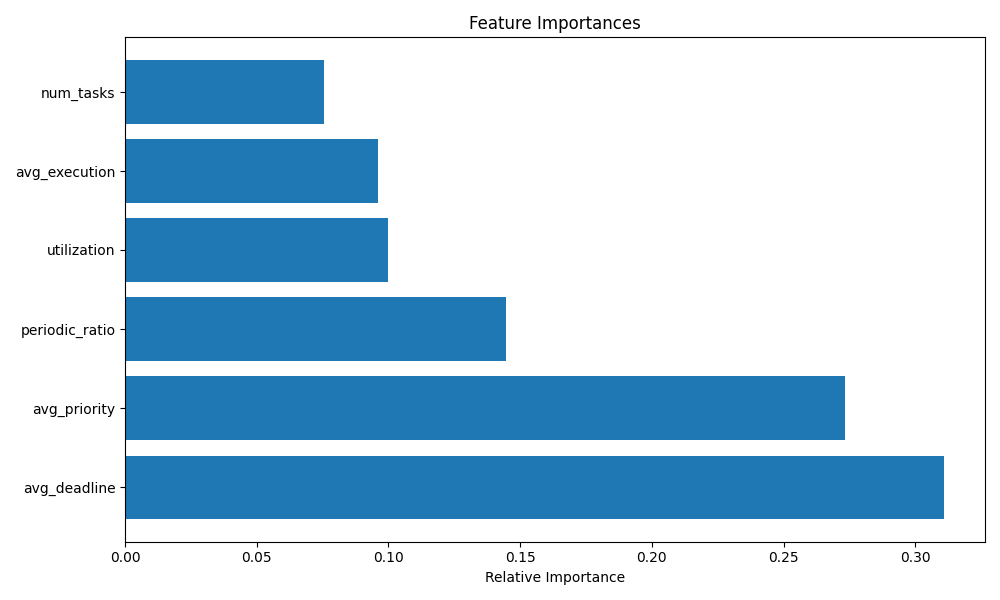 Feature Importances
num_tasks
avg_execution
utilization
periodic_ratio
avg_priority
avg_deadline
0.00 0.05 0.10 0.15 0.20 0.25 0.30
Relative Importance